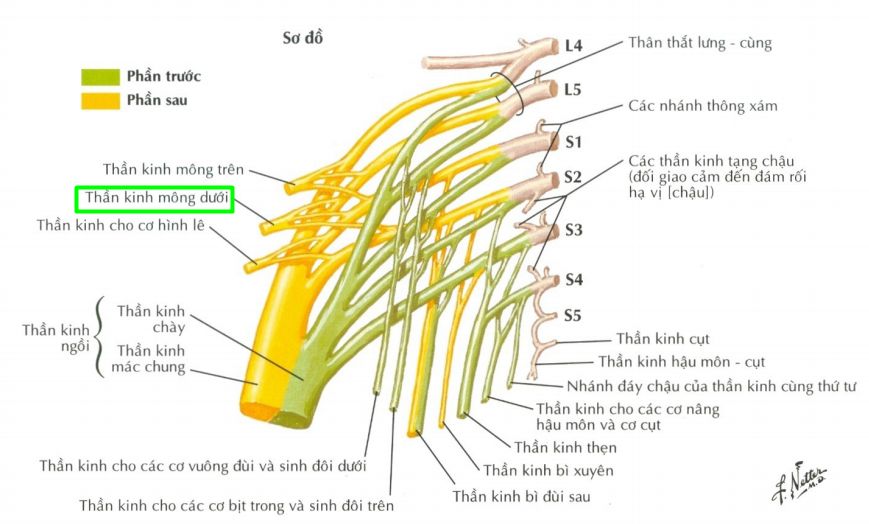 Sơ đồ
Phần trước
Phần sau
L4
L5
S1
S2
S3
S4
S5
Thân thắt lưng - cùng
Các nhánh thông xám
Các thần kinh tạng chậu
(đối giao cảm đến đám rối
hạ vị [chậu])
Thần kinh mông trên
Thần kinh mông dưới
Thần kinh cho cơ hình lê
Thần kinh
ngồi
Thần kinh
chày
Thần kinh
mác chung
Thần kinh cụt
Thần kinh hậu môn - cụt
Nhánh đáy chậu của thần kinh cùng thứ tư
Thần kinh cho các cơ nâng
hậu môn và cơ cụt
Thần kinh thẹn
Thần kinh bì xuyên
Thần kinh bì đùi sau
Thần kinh cho các cơ vuông đùi và sinh đôi dưới
Thần kinh cho các cơ bịt trong và sinh đôi trên
F. Netter
M.D.